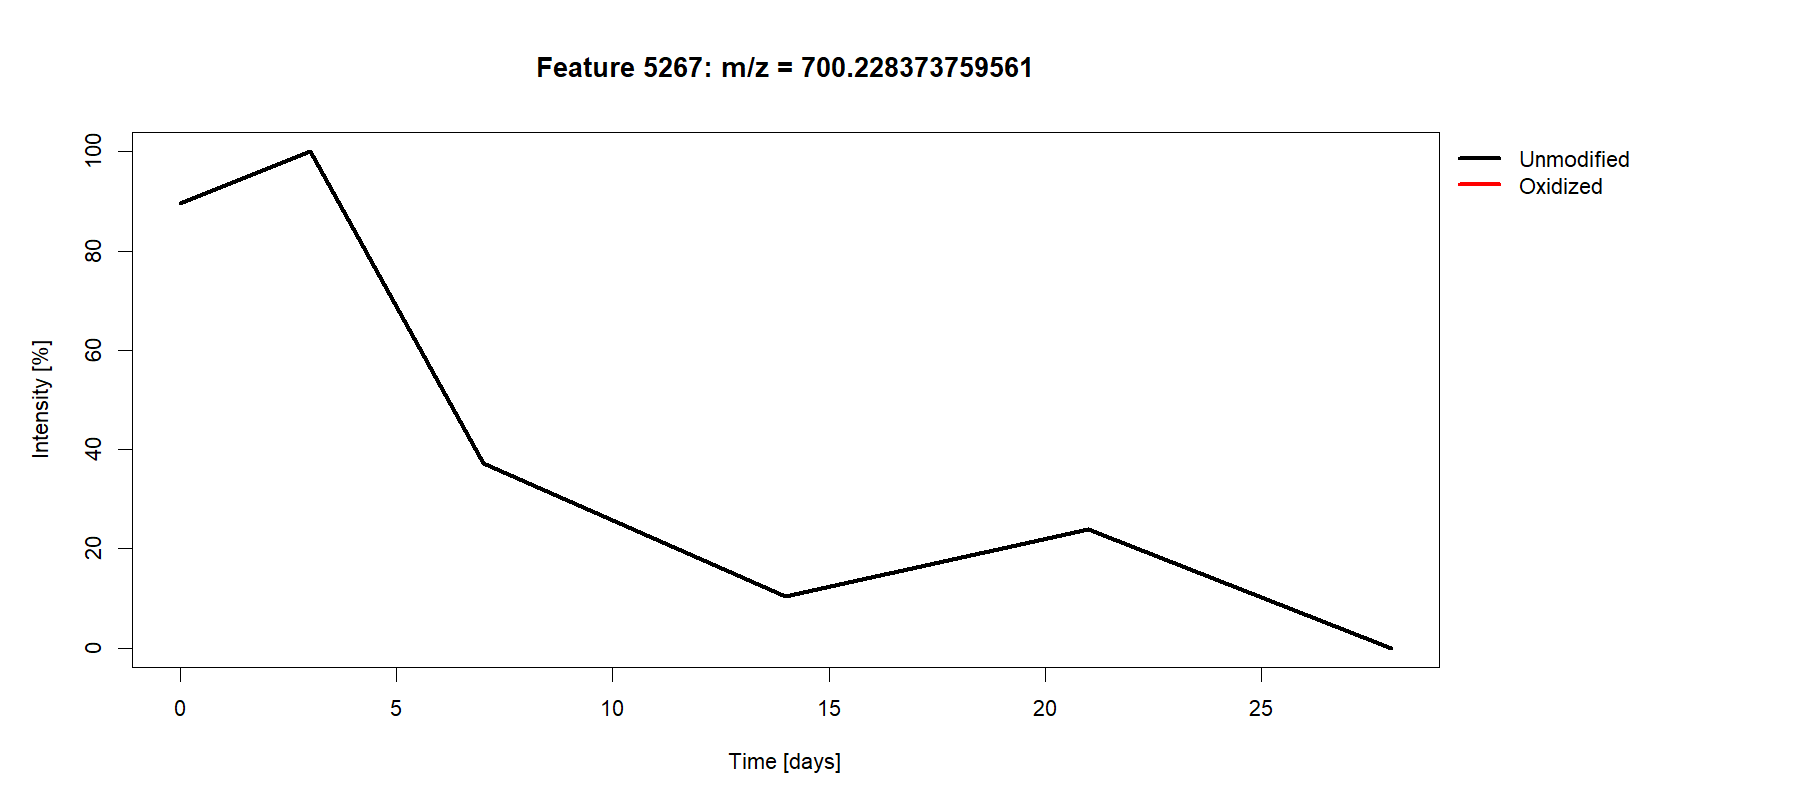 Feature 5267: m/z = 700.228373759561
Unmodified
Oxidized
Intensity [%]
100
80
60
40
20
0
0 5 10 15 20 25
Time [days]